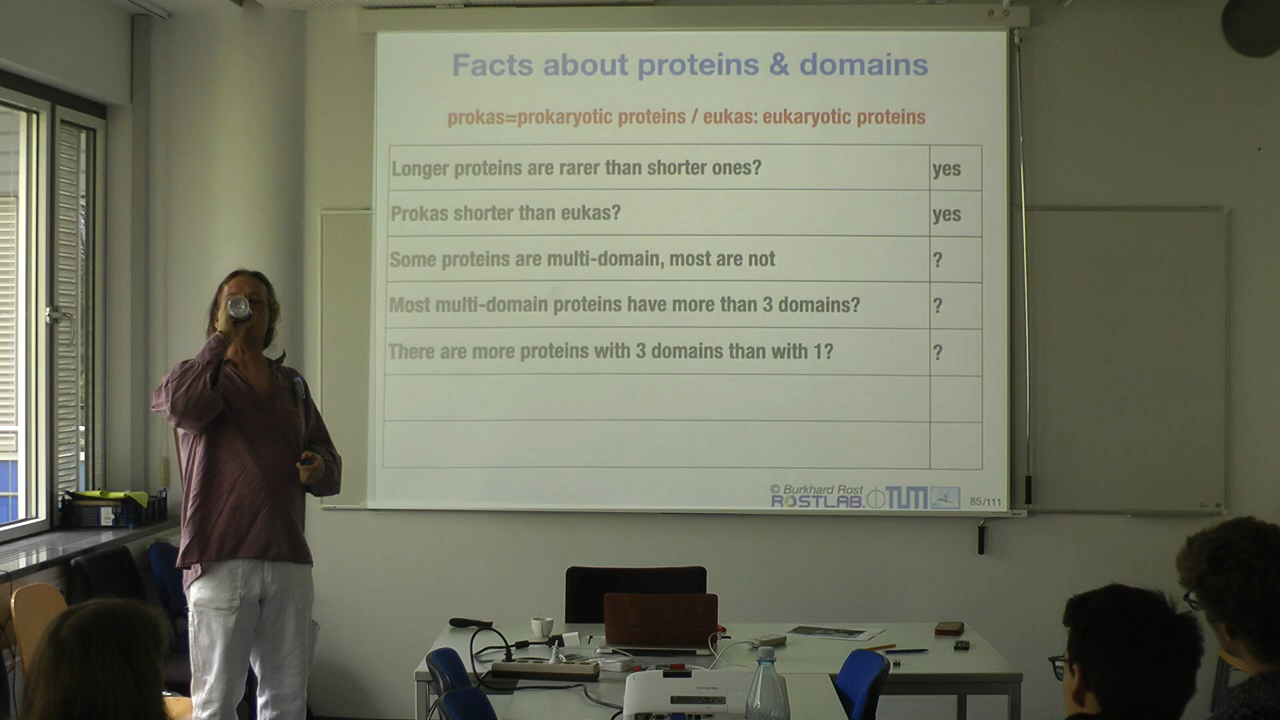 Facts about proteins & domains
prokas=prokaryotic proteins / eukas: eukaryotic proteins
Longer proteins are rarer than shorter ones? yes
Prokas shorter than eukas? yes
Some proteins are multi-domain, most are not ?
Most multi-domain proteins have more than 3 domains? ?
There are more proteins with 3 domains than with 1? ?
© Burkhard Rost
ROSTLAB. TUM 85/111